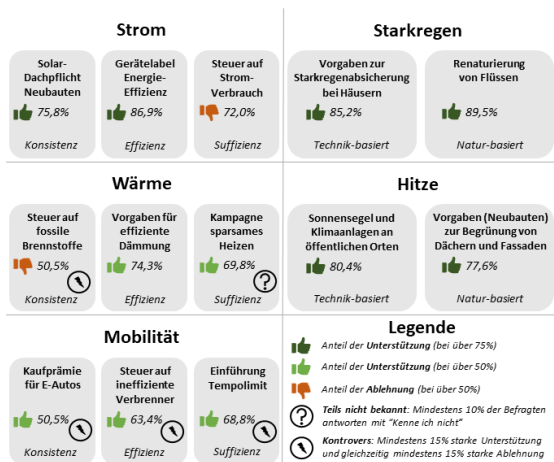 Strom
Solar-
Dachpflicht
Neubauten
75,8%
Konsistenz
Gerätelabel
Energie-
Effizienz
86,9%
Effizienz
Steuer auf
Strom-
Verbrauch
72,0%
Suffizienz
Starkregen
Vorgaben zur
Starkregenabsicherung
bei Häusern
85,2%
Technik-basiert
Renaturierung
von Flüssen
89,5%
Natur-basiert
Wärme
Steuer auf
fossile
Brennstoffe
50,5%
Konsistenz
Vorgaben für
effiziente
Dämmung
74,3%
Effizienz
Kampagne
sparsames
Heizen
69,8%
?
Suffizienz
Hitze
Sonnensegel und
Klimaanlagen an
öffentlichen Orten
80,4%
Technik-basiert
Vorgaben (Neubauten)
zur Begrünung von
Dächern und Fassaden
77,6%
Natur-basiert
Mobilität
Kaufprämie
für E-Autos
50,5%
Konsistenz
Steuer auf
ineffiziente
Verbrenner
63,4%
Effizienz
Einführung
Tempolimit
68,8%
Suffizienz
Legende
Anteil der Unterstützung (bei über 75%)
Anteil der Unterstützung (bei über 50%)
Anteil der Ablehnung (bei über 50%)
?
Teils nicht bekannt: Mindestens 10% der Befragten
antworten mit “Kenne ich nicht”
Kontrovers: Mindestens 15% starke Unterstützung
und gleichzeitig mindestens 15% starke Ablehnung